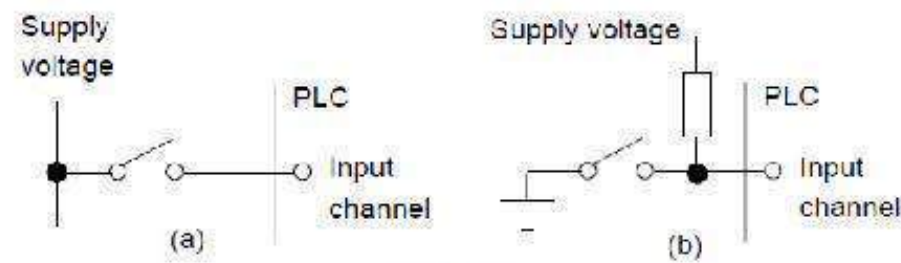 Supply
voltage
PLC
Input
channel
(a)
Supply voltage
PLC
Input
channel
(b)